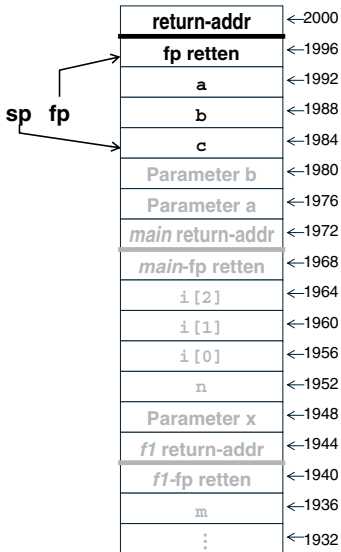 return-addr ←2000
fp retten ←1996
a ←1992
b ←1988
sp fp
c ←1984
Parameter b ←1980
Parameter a ←1976
main return-addr ←1972
main-fp retten ←1968
i[2] ←1964
i[1] ←1960
i[0] ←1956
n ←1952
Parameter x ←1948
f1 return-addr ←1944
f1-fp retten ←1940
m ←1936
⋮ ←1932